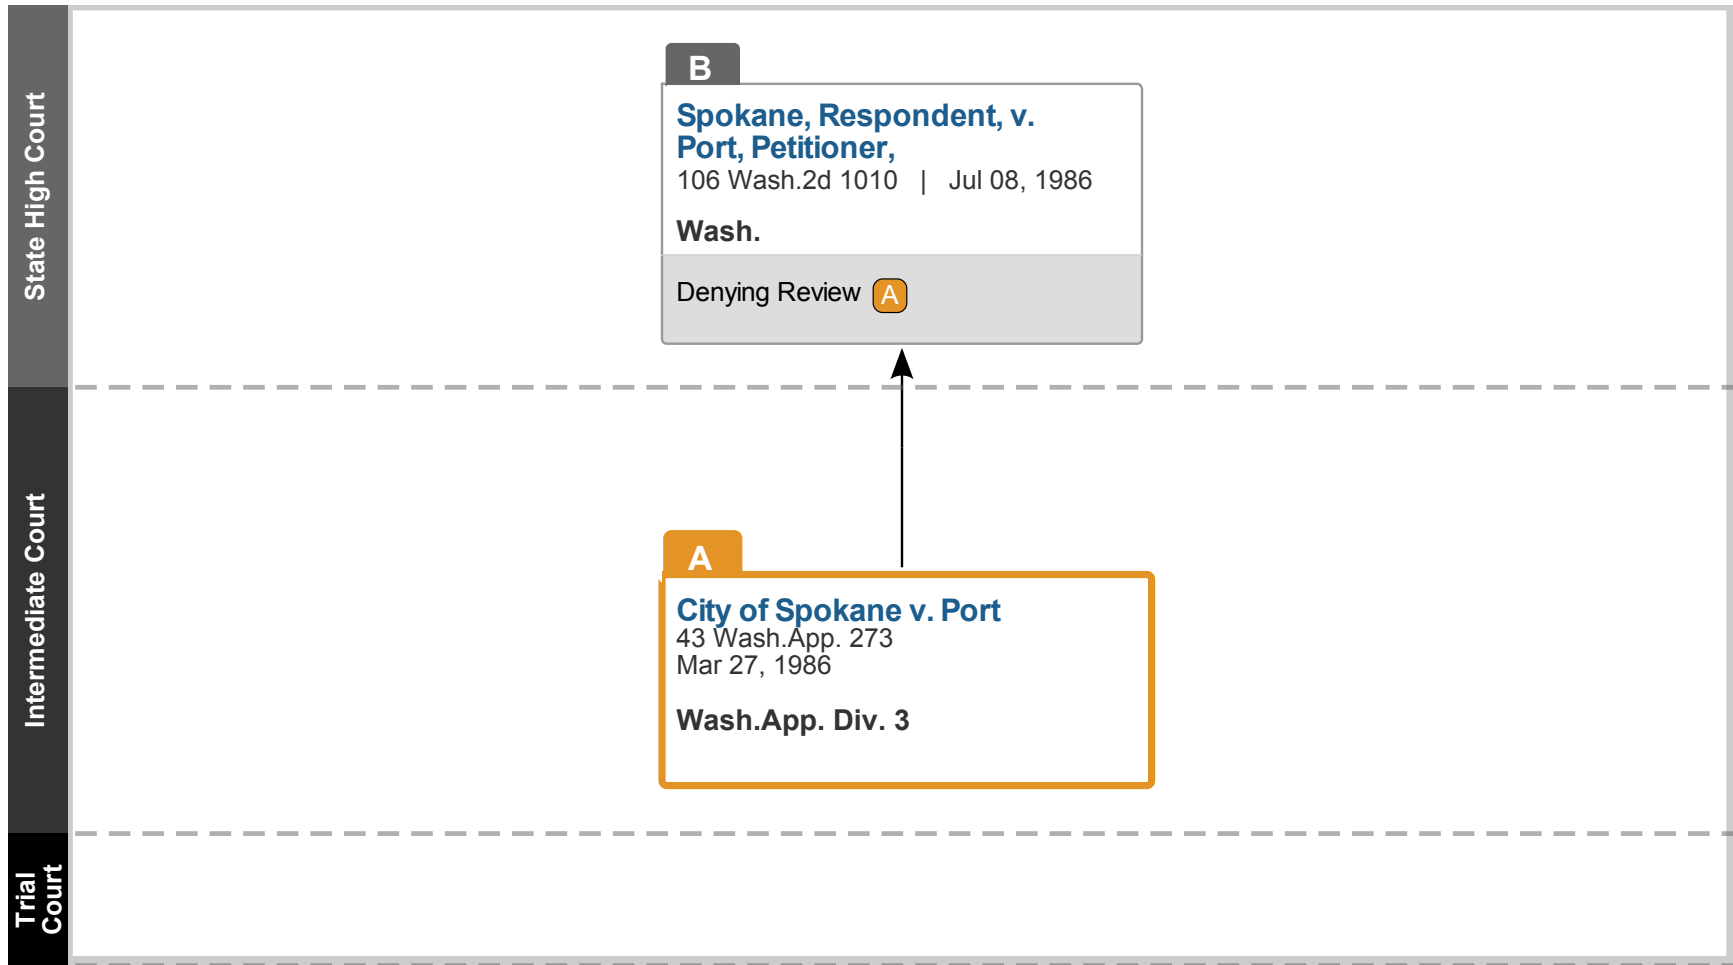 State High Court
B
Spokane, Respondent, v.
Port, Petitioner,
106 Wash.2d 1010 | Jul 08, 1986
Wash.
Denying Review A
Intermediate Court
A
City of Spokane v. Port
43 Wash.App. 273
Mar 27, 1986
Wash.App. Div. 3
Trial
Court